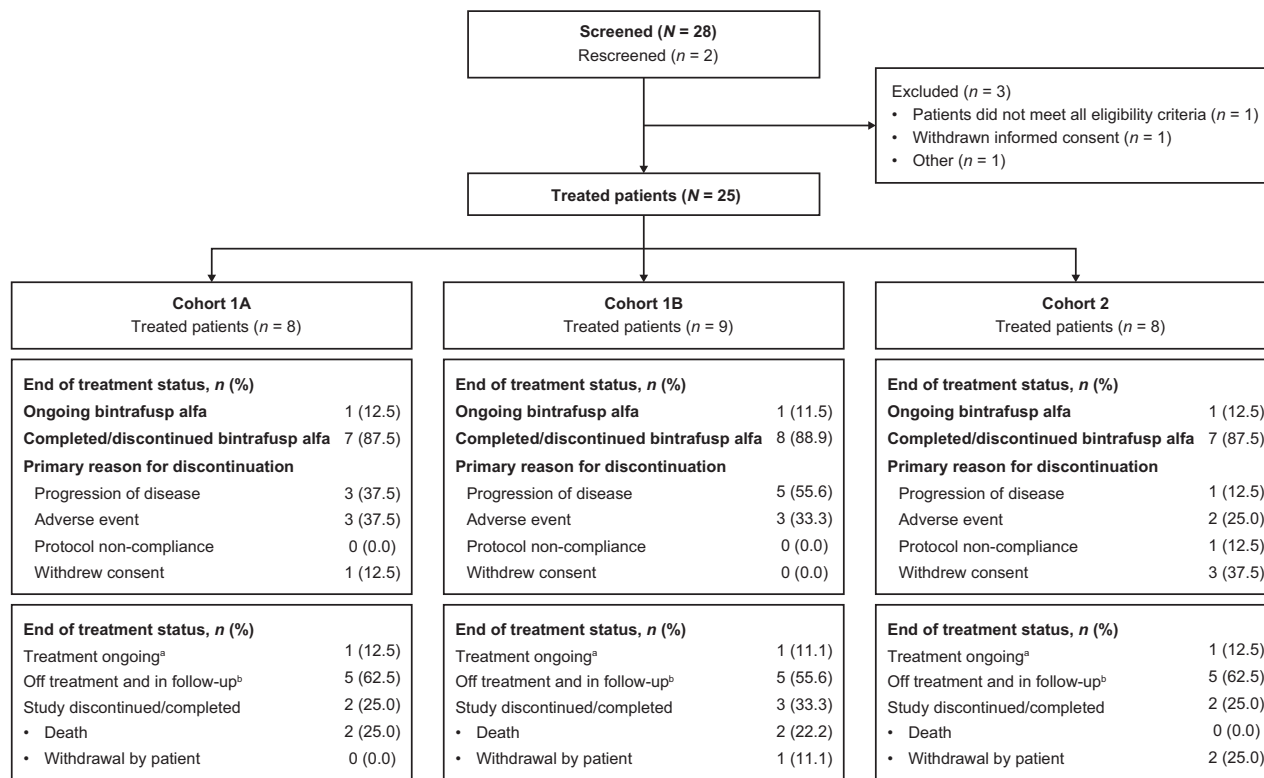 Screened (N = 28)
Rescreened (n = 2)
Excluded (n = 3)
• Patients did not meet all eligibility criteria (n = 1)
• Withdrawn informed consent (n = 1)
• Other (n = 1)
Treated patients (N = 25)
Cohort 1A
Treated patients (n = 8)
End of treatment status, n (%)
Ongoing bintrafusp alfa 1 (12.5)
Completed/discontinued bintrafusp alfa 7 (87.5)
Primary reason for discontinuation
Progression of disease 3 (37.5)
Adverse event 3 (37.5)
Protocol non-compliance 0 (0.0)
Withdrew consent 1 (12.5)
End of treatment status, n (%)
Treatment ongoingᵃ 1 (12.5)
Off treatment and in follow-upᵇ 5 (62.5)
Study discontinued/completed 2 (25.0)
• Death 2 (25.0)
• Withdrawal by patient 0 (0.0)
Cohort 1B
Treated patients (n = 9)
End of treatment status, n (%)
Ongoing bintrafusp alfa 1 (11.5)
Completed/discontinued bintrafusp alfa 8 (88.9)
Primary reason for discontinuation
Progression of disease 5 (55.6)
Adverse event 3 (33.3)
Protocol non-compliance 0 (0.0)
Withdrew consent 0 (0.0)
End of treatment status, n (%)
Treatment ongoingᵃ 1 (11.1)
Off treatment and in follow-upᵇ 5 (55.6)
Study discontinued/completed 3 (33.3)
• Death 2 (22.2)
• Withdrawal by patient 1 (11.1)
Cohort 2
Treated patients (n = 8)
End of treatment status, n (%)
Ongoing bintrafusp alfa 1 (12.5)
Completed/discontinued bintrafusp alfa 7 (87.5)
Primary reason for discontinuation
Progression of disease 1 (12.5)
Adverse event 2 (25.0)
Protocol non-compliance 1 (12.5)
Withdrew consent 3 (37.5)
End of treatment status, n (%)
Treatment ongoingᵃ 1 (12.5)
Off treatment and in follow-upᵇ 5 (62.5)
Study discontinued/completed 2 (25.0)
• Death 0 (0.0)
• Withdrawal by patient 2 (25.0)